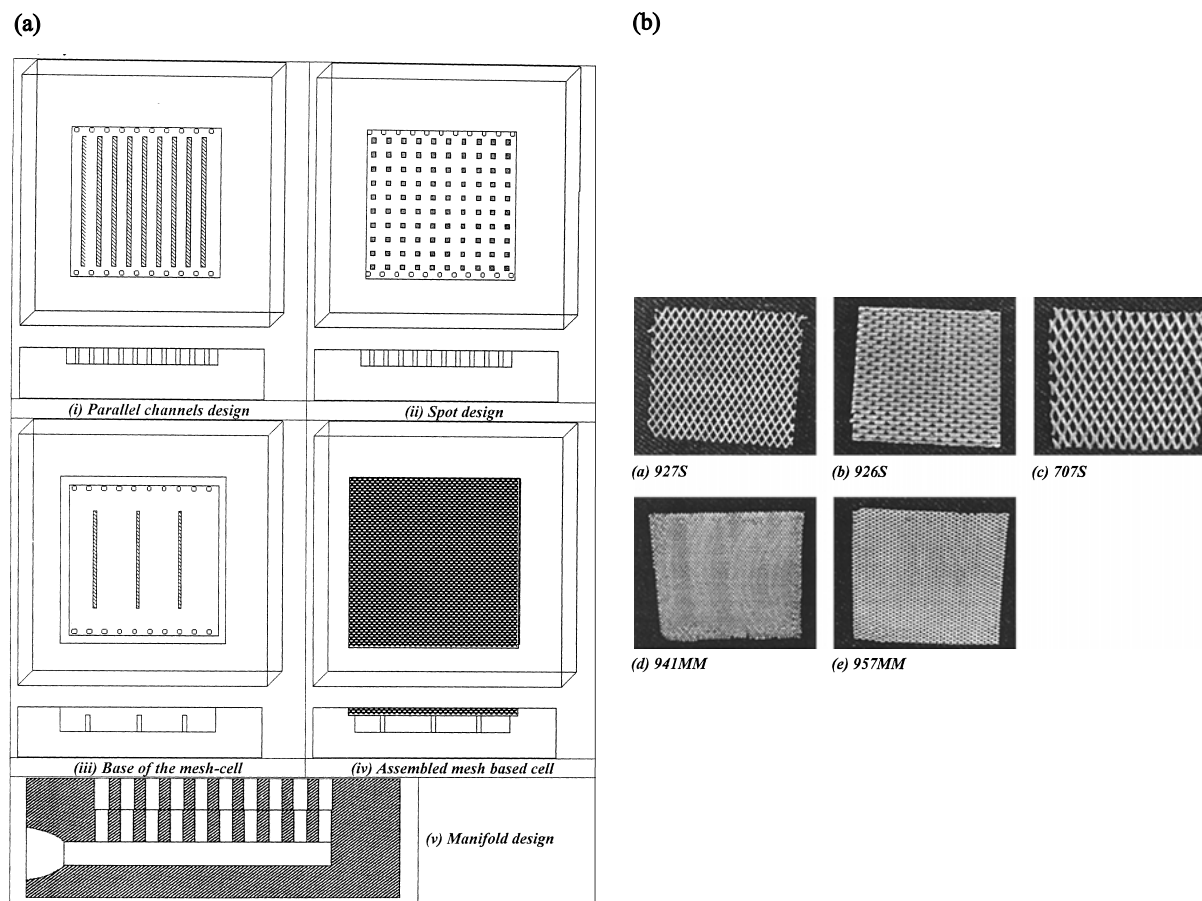 (a)
(b)
(i) Parallel channels design
(ii) Spot design
(iii) Base of the mesh-cell
(iv) Assembled mesh based cell
(v) Manifold design
(a) 927S
(b) 926S
(c) 707S
(d) 941MM
(e) 957MM